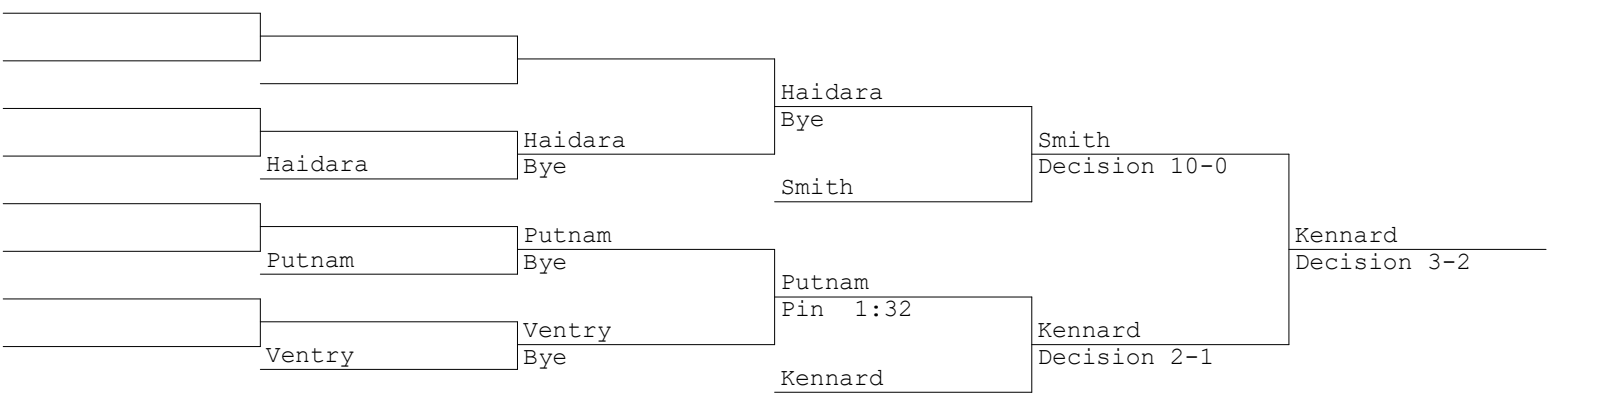 Haidara
Bye
Haidara
Bye
Smith
Decision 10-0
Haidara
Smith
Putnam
Bye
Kennard
Decision 3-2
Putnam
Putnam
Pin  1:32
Ventry
Bye
Kennard
Decision 2-1
Ventry
Kennard